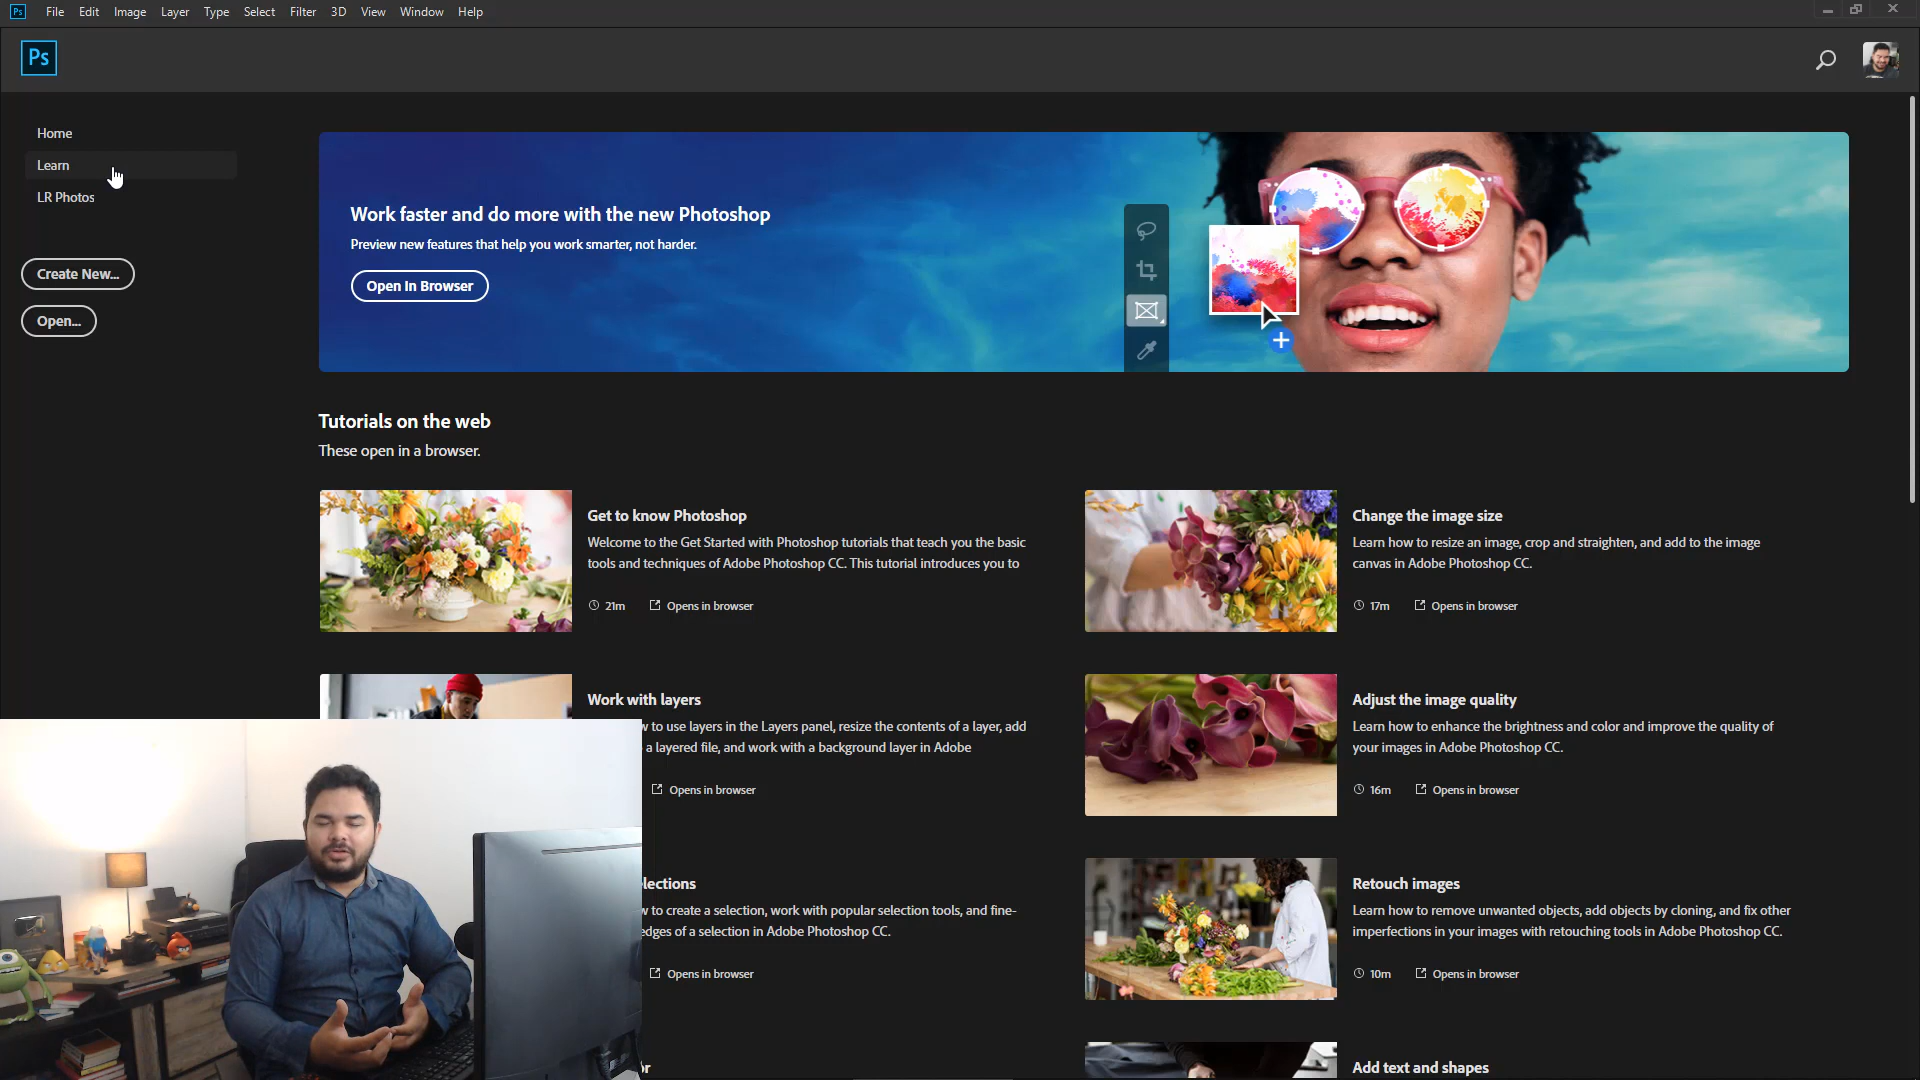 Ps File Edit Image Layer Type Select Filter 3D View Window Help
Ps
Home
Learn
LR Photos
Create New...
Open...
Work faster and do more with the new Photoshop
Preview new features that help you work smarter, not harder.
Open In Browser
Tutorials on the web
These open in a browser.
Get to know Photoshop
Welcome to the Get Started with Photoshop tutorials that teach you the basic
tools and techniques of Adobe Photoshop CC. This tutorial introduces you to
21m Opens in browser
Change the image size
Learn how to resize an image, crop and straighten, and add to the image
canvas in Adobe Photoshop CC.
17m Opens in browser
Work with layers
to use layers in the Layers panel, resize the contents of a layer, add
a layered file, and work with a background layer in Adobe
Opens in browser
Adjust the image quality
Learn how to enhance the brightness and color and improve the quality of
your images in Adobe Photoshop CC.
16m Opens in browser
lections
to create a selection, work with popular selection tools, and fine-
edges of a selection in Adobe Photoshop CC.
Opens in browser
Retouch images
Learn how to remove unwanted objects, add objects by cloning, and fix other
imperfections in your images with retouching tools in Adobe Photoshop CC.
10m Opens in browser
Add text and shapes